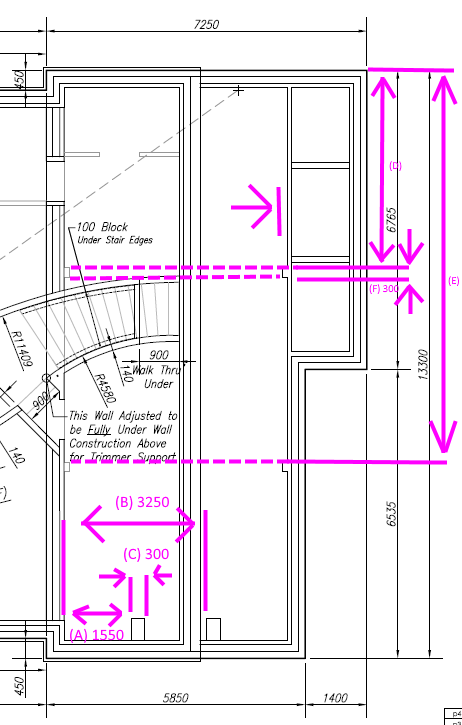 7250
450
(D)
100 Block
Under Stair Edges
6765
(E)
(F) 300
R11409
900
140
Walk Thru
Under
13300
R4580
900
This Wall Adjusted to
be Fully Under Wall
Construction Above
for Trimmer Support
140
(B) 3250
6535
(C) 300
(A) 1550
450
5850
1400
p4